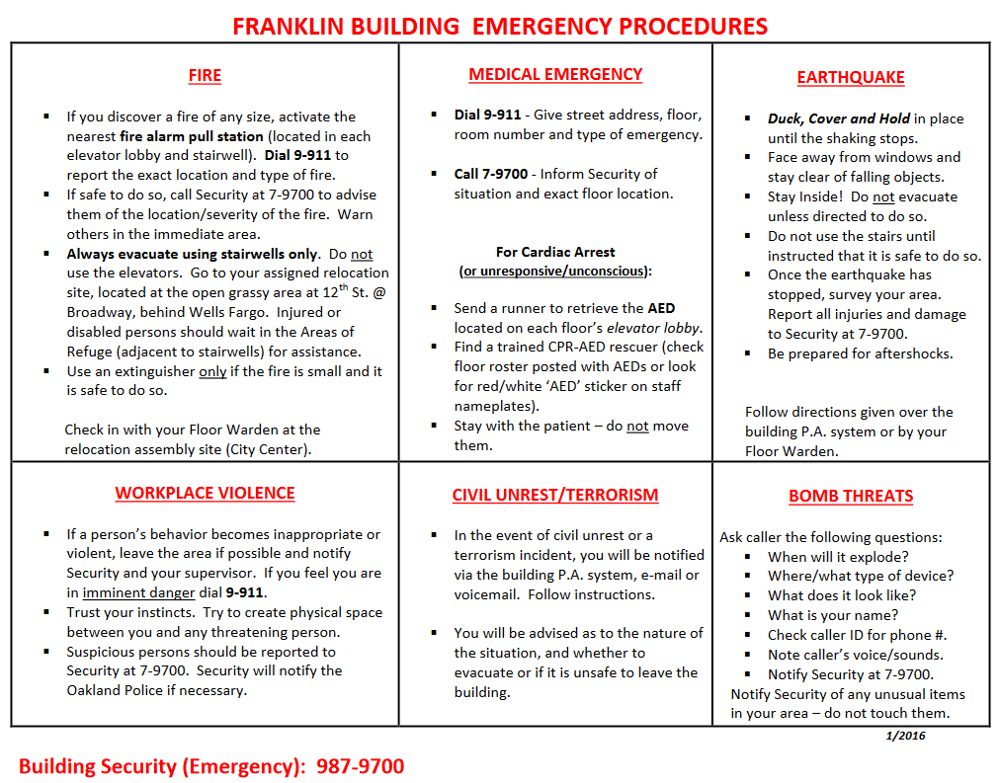 FRANKLIN BUILDING  EMERGENCY PROCEDURES
FIRE
▪ If you discover a fire of any size, activate the
nearest fire alarm pull station (located in each
elevator lobby and stairwell).  Dial 9-911 to
report the exact location and type of fire.
▪ If safe to do so, call Security at 7-9700 to advise
them of the location/severity of the fire.  Warn
others in the immediate area.
▪ Always evacuate using stairwells only.  Do not
use the elevators.  Go to your assigned relocation
site, located at the open grassy area at 12th St. @
Broadway, behind Wells Fargo.  Injured or
disabled persons should wait in the Areas of
Refuge (adjacent to stairwells) for assistance.
▪ Use an extinguisher only if the fire is small and it
is safe to do so.
Check in with your Floor Warden at the
relocation assembly site (City Center).
MEDICAL EMERGENCY
▪ Dial 9-911 - Give street address, floor,
room number and type of emergency.
▪ Call 7-9700 - Inform Security of
situation and exact floor location.
For Cardiac Arrest
(or unresponsive/unconscious):
▪ Send a runner to retrieve the AED
located on each floor’s elevator lobby.
▪ Find a trained CPR-AED rescuer (check
floor roster posted with AEDs or look
for red/white ‘AED’ sticker on staff
nameplates).
▪ Stay with the patient – do not move
them.
EARTHQUAKE
▪ Duck, Cover and Hold in place
until the shaking stops.
▪ Face away from windows and
stay clear of falling objects.
▪ Stay Inside!  Do not evacuate
unless directed to do so.
▪ Do not use the stairs until
instructed that it is safe to do so.
▪ Once the earthquake has
stopped, survey your area.
Report all injuries and damage
to Security at 7-9700.
▪ Be prepared for aftershocks.
Follow directions given over the
building P.A. system or by your
Floor Warden.
WORKPLACE VIOLENCE
▪ If a person’s behavior becomes inappropriate or
violent, leave the area if possible and notify
Security and your supervisor.  If you feel you are
in imminent danger dial 9-911.
▪ Trust your instincts.  Try to create physical space
between you and any threatening person.
▪ Suspicious persons should be reported to
Security at 7-9700.  Security will notify the
Oakland Police if necessary.
CIVIL UNREST/TERRORISM
▪ In the event of civil unrest or a
terrorism incident, you will be notified
via the building P.A. system, e-mail or
voicemail.  Follow instructions.
▪ You will be advised as to the nature of
the situation, and whether to
evacuate or if it is unsafe to leave the
building.
BOMB THREATS
Ask caller the following questions:
▪ When will it explode?
▪ Where/what type of device?
▪ What does it look like?
▪ What is your name?
▪ Check caller ID for phone #.
▪ Note caller’s voice/sounds.
▪ Notify Security at 7-9700.
Notify Security of any unusual items
in your area – do not touch them.
1/2016
Building Security (Emergency):  987-9700